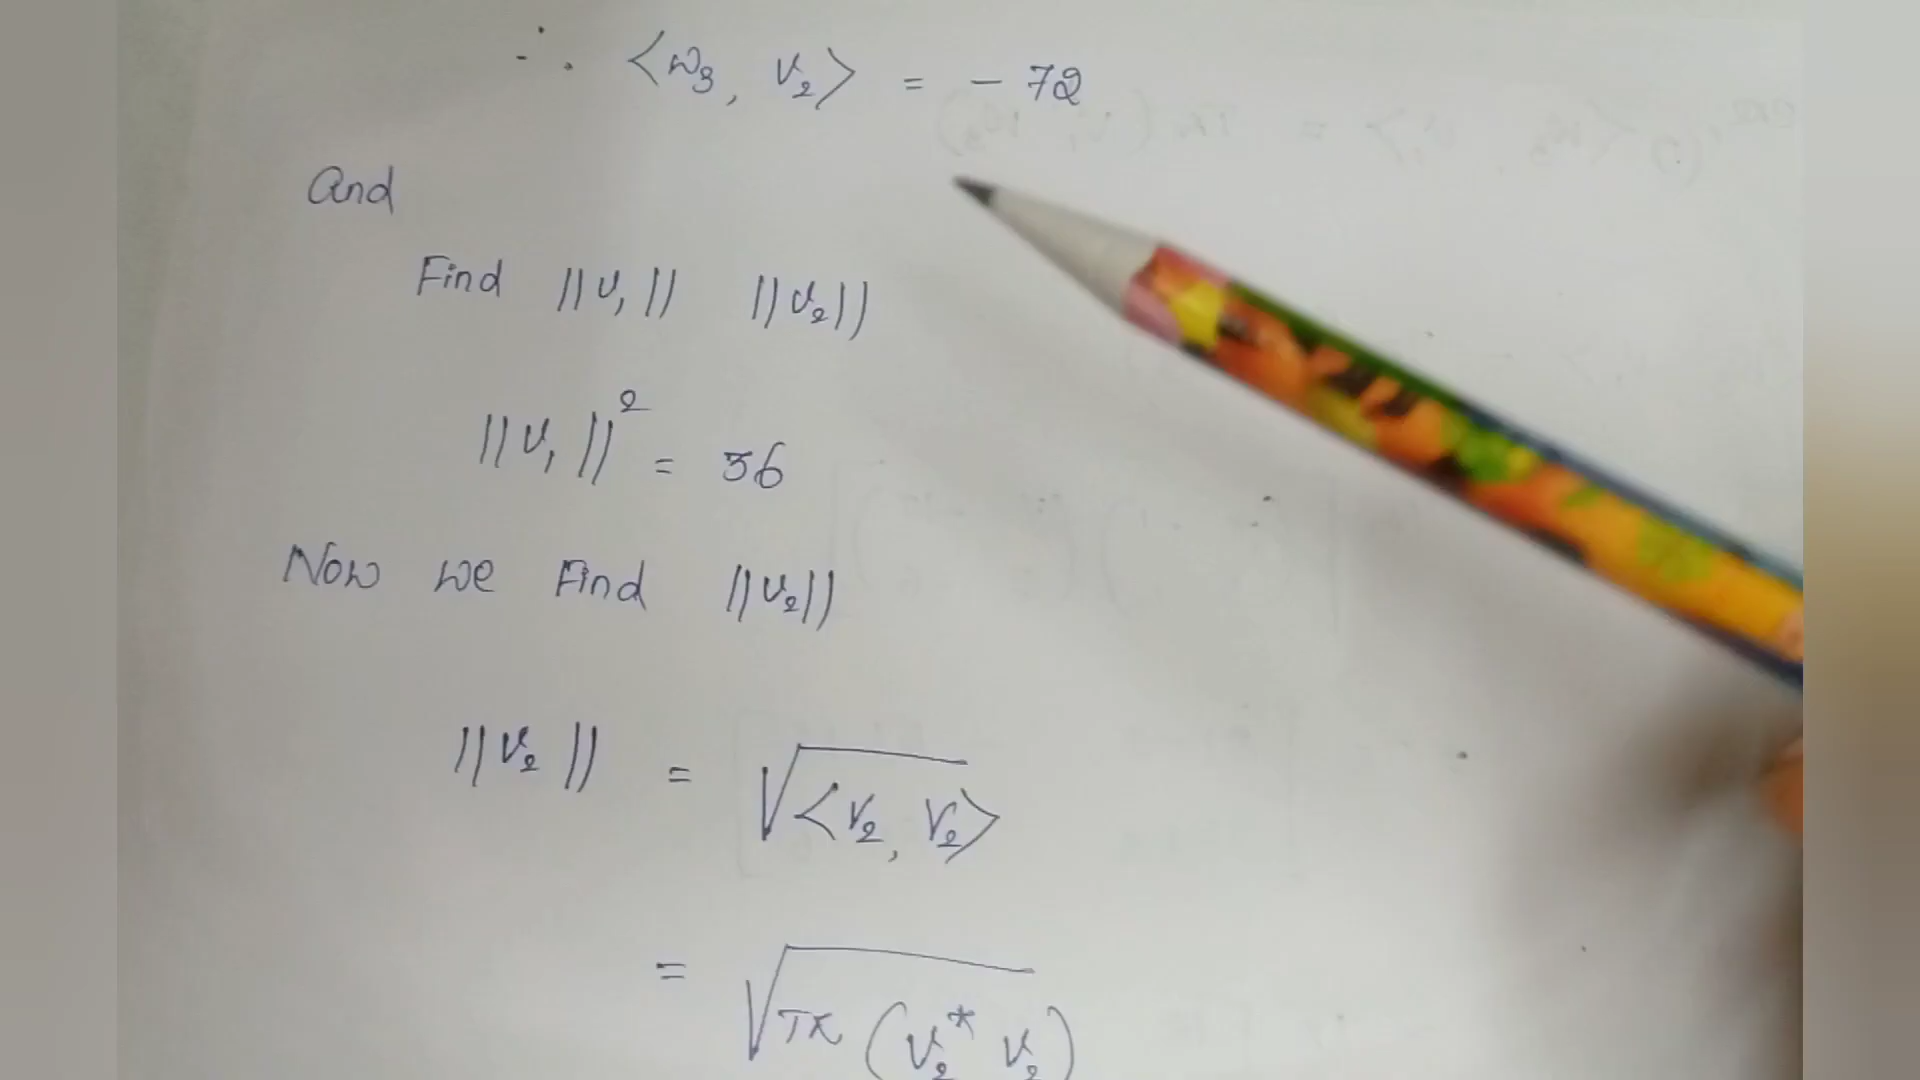 ∴ ⟨w₃, v₂⟩ = - 72
and
Find ||v₁|| ||v₂||
||v₁||² = 36
Now we Find ||v₂||
||v₂|| = √⟨v₂, v₂⟩
= √Tr (v₂* v₂)